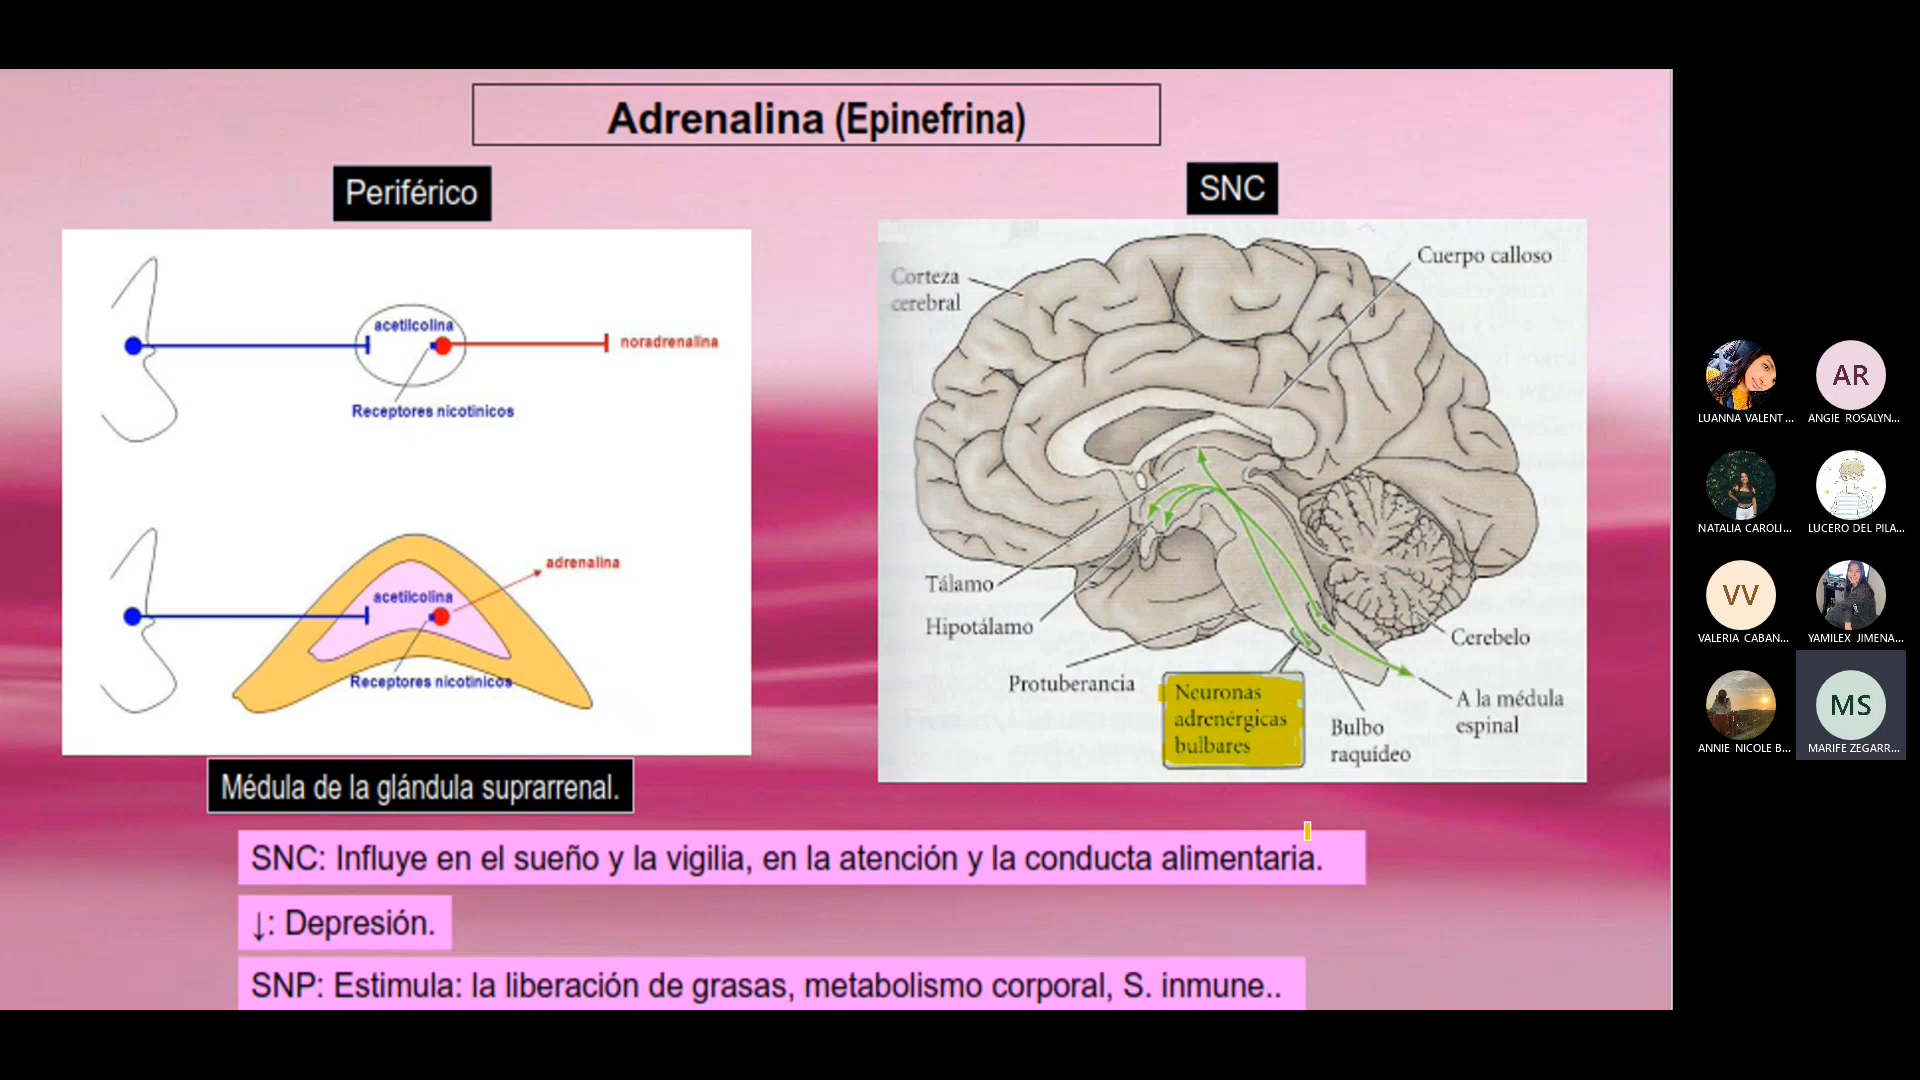 Adrenalina (Epinefrina)
Periférico
SNC
acetilcolina
noradrenalina
Receptores nicotínicos
adrenalina
acetilcolina
Receptores nicotínicos
Médula de la glándula suprarrenal.
Corteza
cerebral
Cuerpo calloso
Tálamo
Hipotálamo
Protuberancia
Neuronas
adrenérgicas
bulbares
Bulbo
raquídeo
Cerebelo
A la médula
espinal
SNC: Influye en el sueño y la vigilia, en la atención y la conducta alimentaria.
↓: Depresión.
SNP: Estimula: la liberación de grasas, metabolismo corporal, S. inmune..
LUANNA VALENT...
AR
ANGIE ROSALYN...
NATALIA CAROLI...
LUCERO DEL PILA...
VV
VALERIA CABAN...
YAMILEX JIMENA...
ANNIE NICOLE B...
MS
MARIFE ZEGARR...